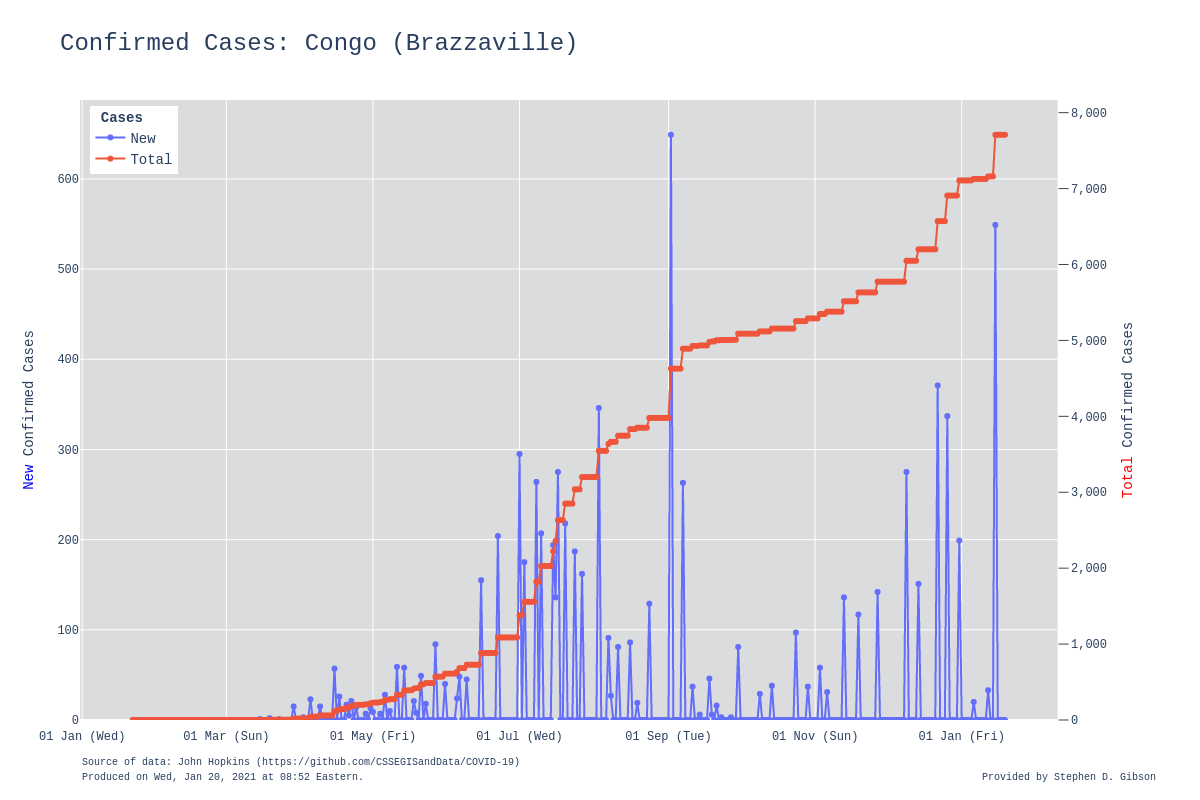 Confirmed Cases: Congo (Brazzaville)
Cases
New
Total
8,000
7,000
6,000
5,000
4,000
3,000
2,000
1,000
0
600
500
400
300
200
100
0
New Confirmed Cases
Total Confirmed Cases
01 Jan (Wed) 01 Mar (Sun) 01 May (Fri) 01 Jul (Wed) 01 Sep (Tue) 01 Nov (Sun) 01 Jan (Fri)
Source of data: John Hopkins (https://github.com/CSSEGISandData/COVID-19)
Produced on Wed, Jan 20, 2021 at 08:52 Eastern.
Provided by Stephen D. Gibson